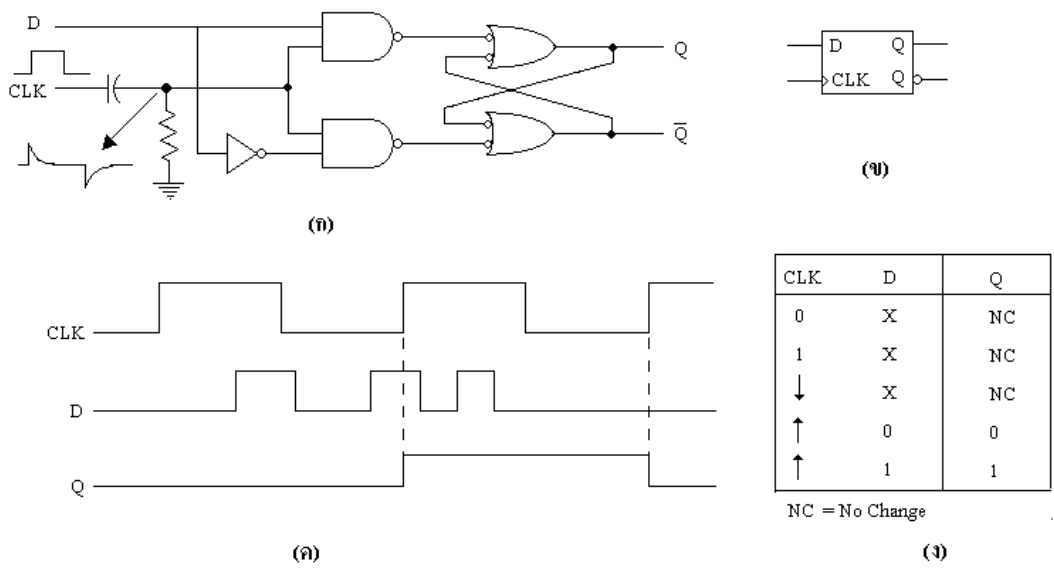 D
CLK
Q
Q
(ก)
D Q
CLK Q
(ข)
CLK
D
Q
(ค)
CLK D Q
0 X NC
1 X NC
↓ X NC
↑ 0 0
↑ 1 1
NC = No Change
(ง)